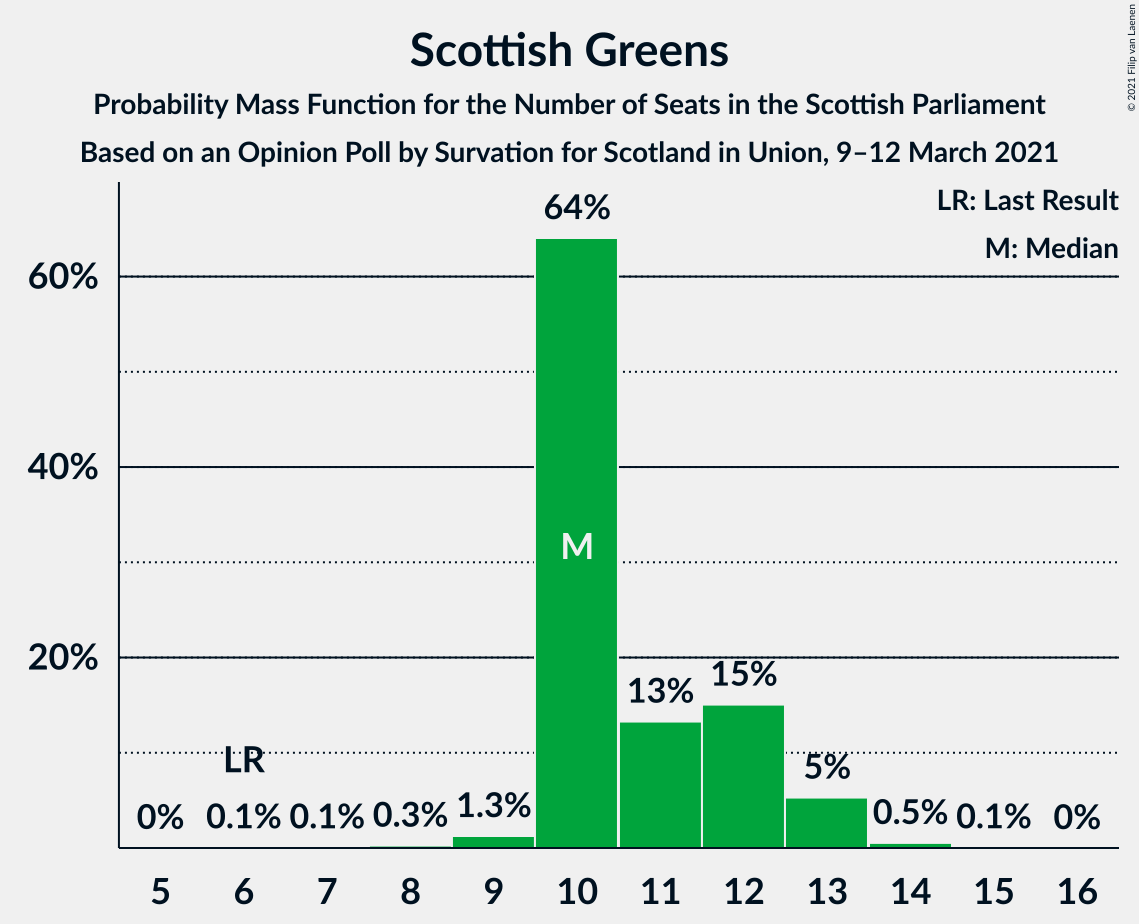 Scottish Greens
Probability Mass Function for the Number of Seats in the Scottish Parliament
Based on an Opinion Poll by Survation for Scotland in Union, 9–12 March 2021
© 2021 Filip van Laenen
LR: Last Result
M: Median
64%
60%
40%
M
20%
15%
13%
LR
5%
0% 0.1% 0.1% 0.3% 1.3% 0.5% 0.1% 0%
5 6 7 8 9 10 11 12 13 14 15 16